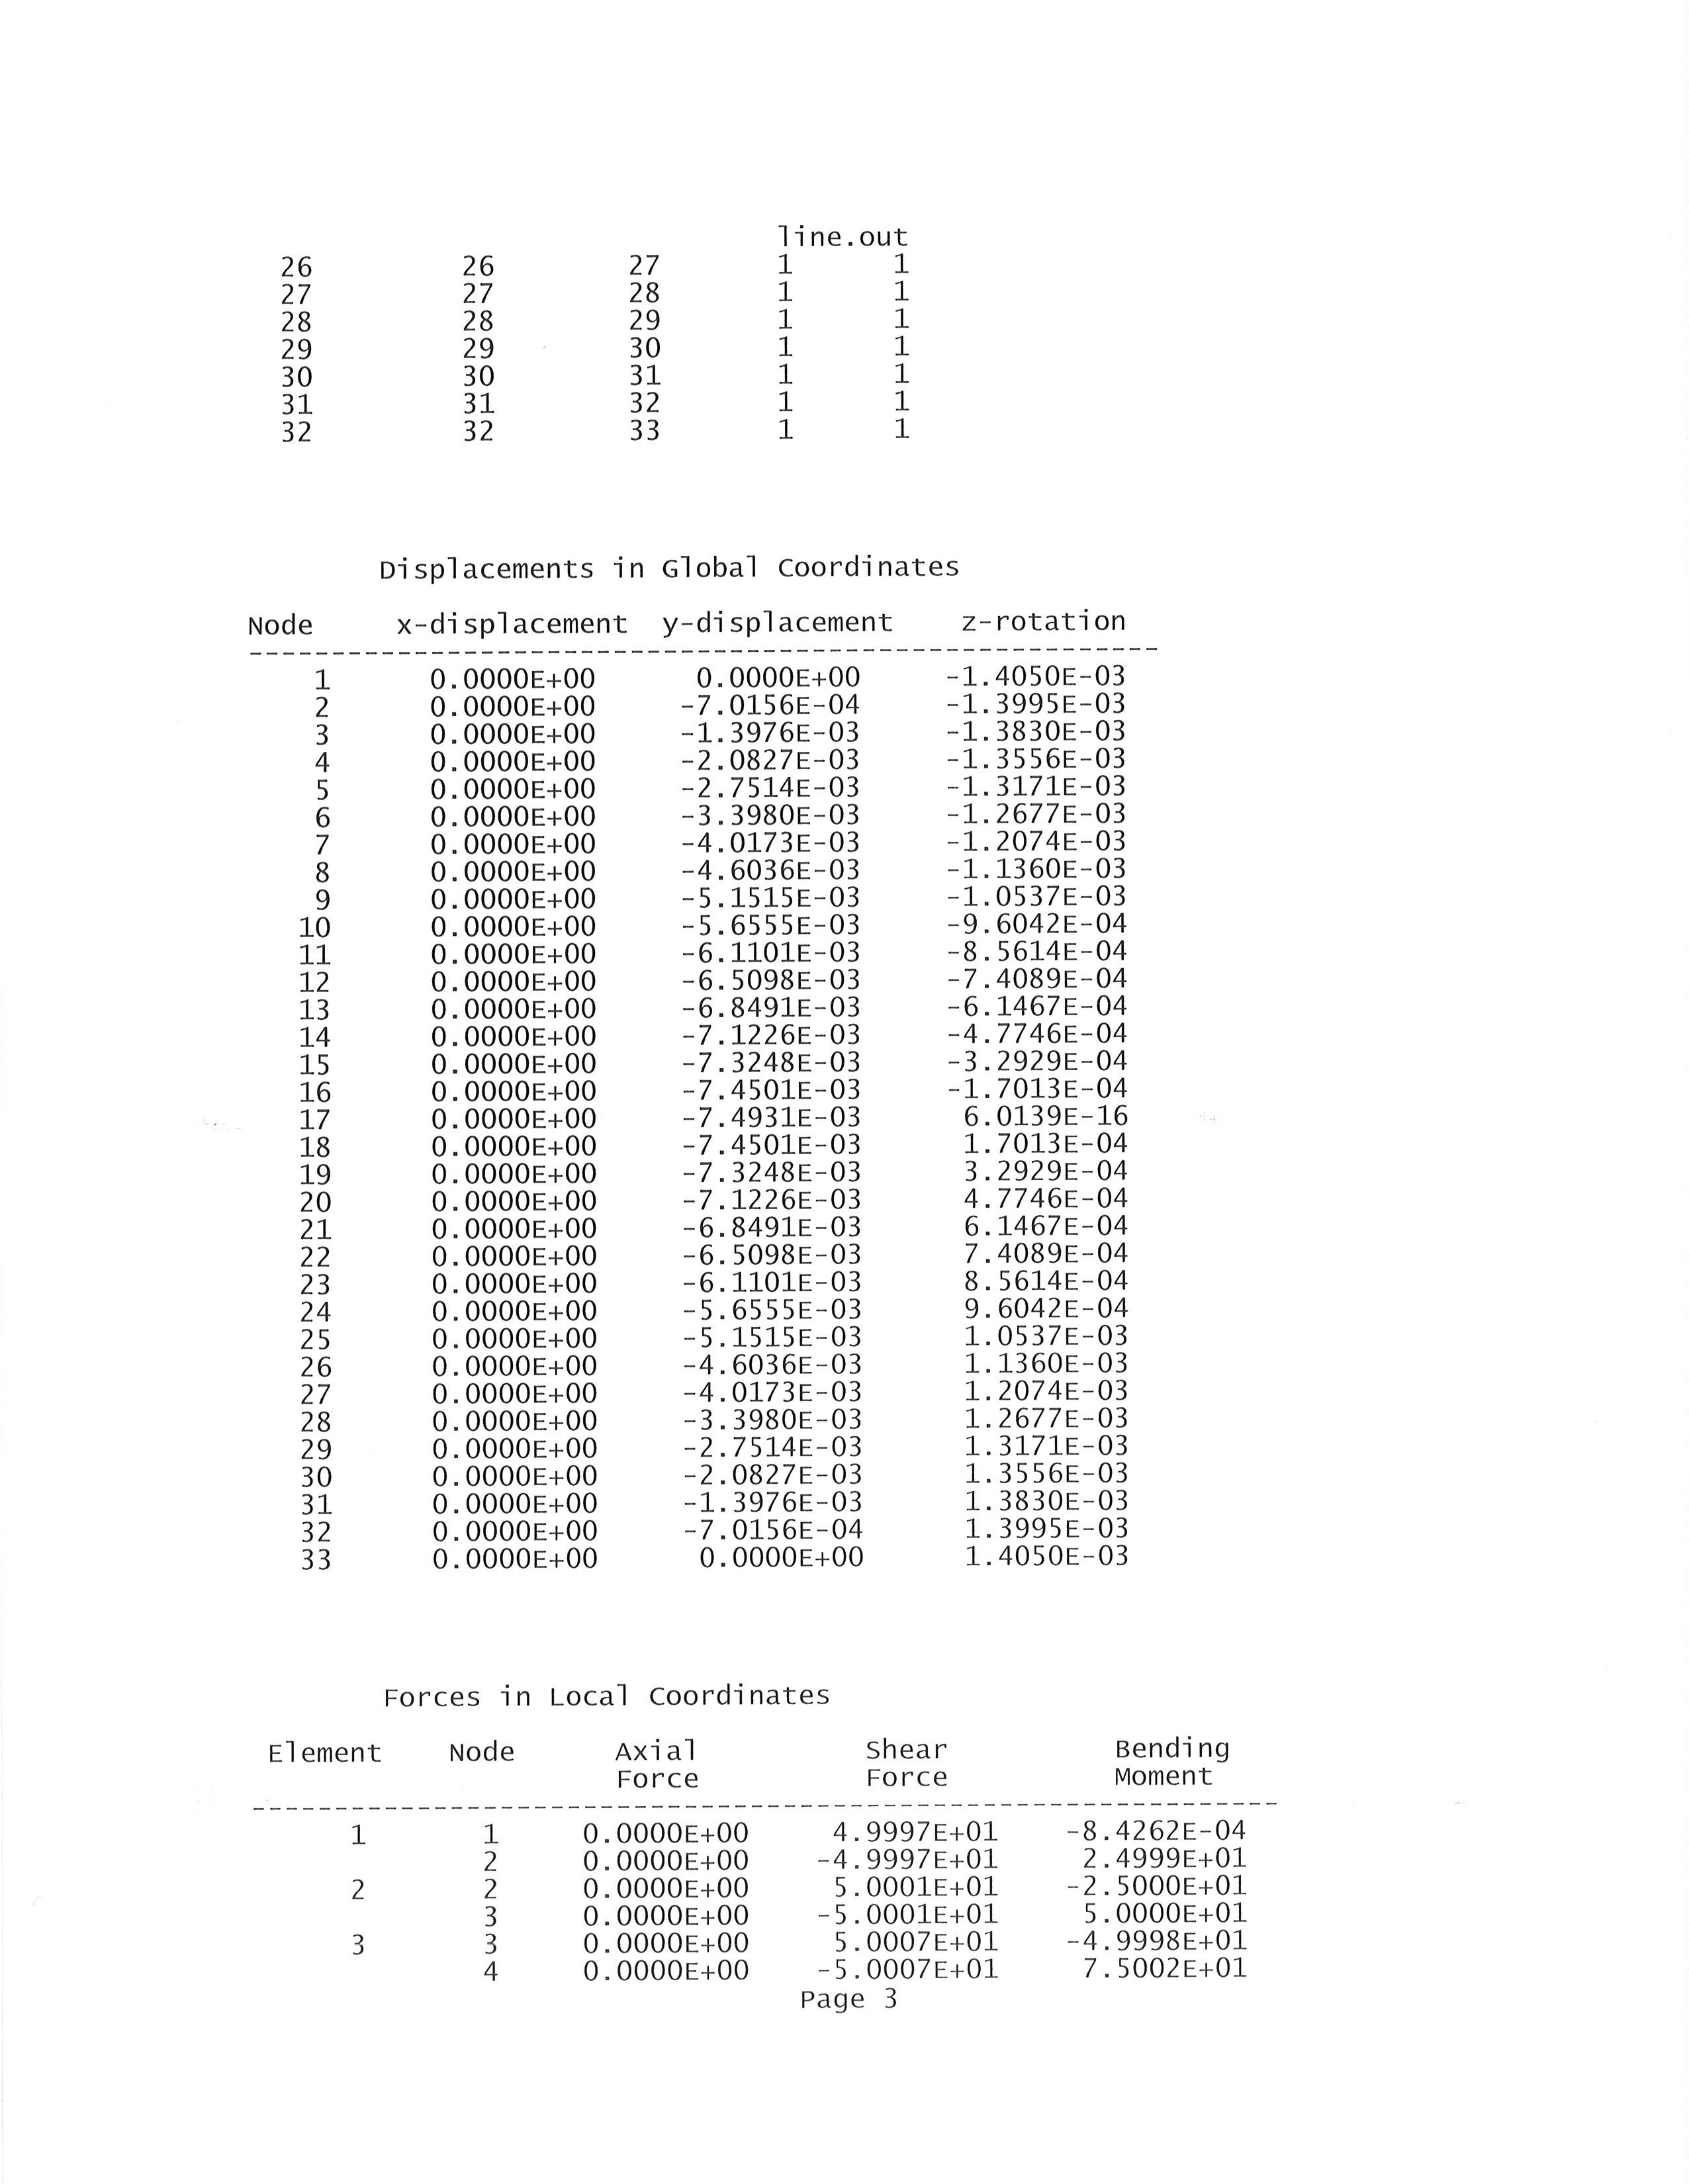 line.out
26 26 27 1 1
27 27 28 1 1
28 28 29 1 1
29 29 30 1 1
30 30 31 1 1
31 31 32 1 1
32 32 33 1 1
Displacements in Global Coordinates
Node x-displacement y-displacement z-rotation
------------------------------------------------------
1 0.0000E+00 0.0000E+00 -1.4050E-03
2 0.0000E+00 -7.0156E-04 -1.3995E-03
3 0.0000E+00 -1.3976E-03 -1.3830E-03
4 0.0000E+00 -2.0827E-03 -1.3556E-03
5 0.0000E+00 -2.7514E-03 -1.3171E-03
6 0.0000E+00 -3.3980E-03 -1.2677E-03
7 0.0000E+00 -4.0173E-03 -1.2074E-03
8 0.0000E+00 -4.6036E-03 -1.1360E-03
9 0.0000E+00 -5.1515E-03 -1.0537E-03
10 0.0000E+00 -5.6555E-03 -9.6042E-04
11 0.0000E+00 -6.1101E-03 -8.5614E-04
12 0.0000E+00 -6.5098E-03 -7.4089E-04
13 0.0000E+00 -6.8491E-03 -6.1467E-04
14 0.0000E+00 -7.1226E-03 -4.7746E-04
15 0.0000E+00 -7.3248E-03 -3.2929E-04
16 0.0000E+00 -7.4501E-03 -1.7013E-04
17 0.0000E+00 -7.4931E-03 6.0139E-16
18 0.0000E+00 -7.4501E-03 1.7013E-04
19 0.0000E+00 -7.3248E-03 3.2929E-04
20 0.0000E+00 -7.1226E-03 4.7746E-04
21 0.0000E+00 -6.8491E-03 6.1467E-04
22 0.0000E+00 -6.5098E-03 7.4089E-04
23 0.0000E+00 -6.1101E-03 8.5614E-04
24 0.0000E+00 -5.6555E-03 9.6042E-04
25 0.0000E+00 -5.1515E-03 1.0537E-03
26 0.0000E+00 -4.6036E-03 1.1360E-03
27 0.0000E+00 -4.0173E-03 1.2074E-03
28 0.0000E+00 -3.3980E-03 1.2677E-03
29 0.0000E+00 -2.7514E-03 1.3171E-03
30 0.0000E+00 -2.0827E-03 1.3556E-03
31 0.0000E+00 -1.3976E-03 1.3830E-03
32 0.0000E+00 -7.0156E-04 1.3995E-03
33 0.0000E+00 0.0000E+00 1.4050E-03
Forces in Local Coordinates
Element Node Axial Shear Bending
Force Force Moment
--------------------------------------------------------------
1 1 0.0000E+00 4.9997E+01 -8.4262E-04
2 0.0000E+00 -4.9997E+01 2.4999E+01
2 2 0.0000E+00 5.0001E+01 -2.5000E+01
3 0.0000E+00 -5.0001E+01 5.0000E+01
3 3 0.0000E+00 5.0007E+01 -4.9998E+01
4 0.0000E+00 -5.0007E+01 7.5002E+01
Page 3